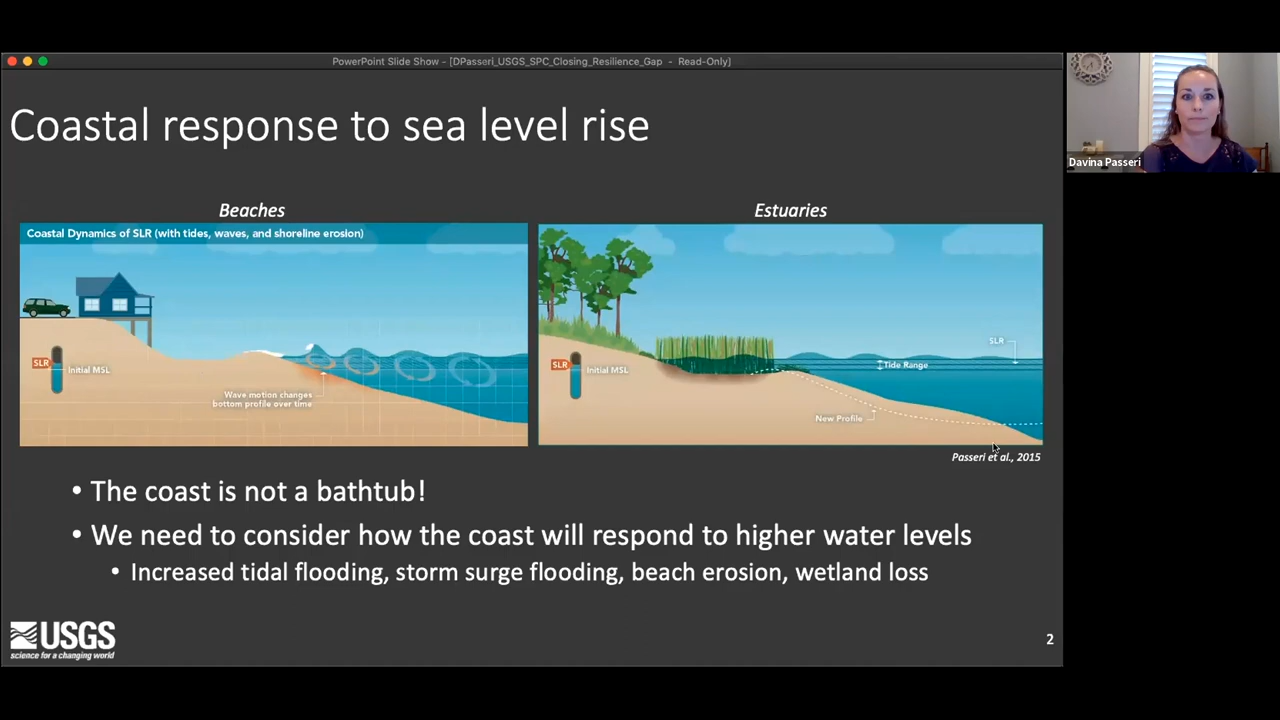 PowerPoint Slide Show - [DPasseri_USGS_SPC_Closing_Resilience_Gap - Read-Only]
Davina Passeri
Coastal response to sea level rise
Beaches
Estuaries
Coastal Dynamics of SLR (with tides, waves, and shoreline erosion)
SLR
Initial MSL
Wave motion changes
bottom profile over time
SLR
Initial MSL
SLR
Tide Range
New Profile
Passeri et al., 2015
• The coast is not a bathtub!
• We need to consider how the coast will respond to higher water levels
• Increased tidal flooding, storm surge flooding, beach erosion, wetland loss
USGS
science for a changing world
2